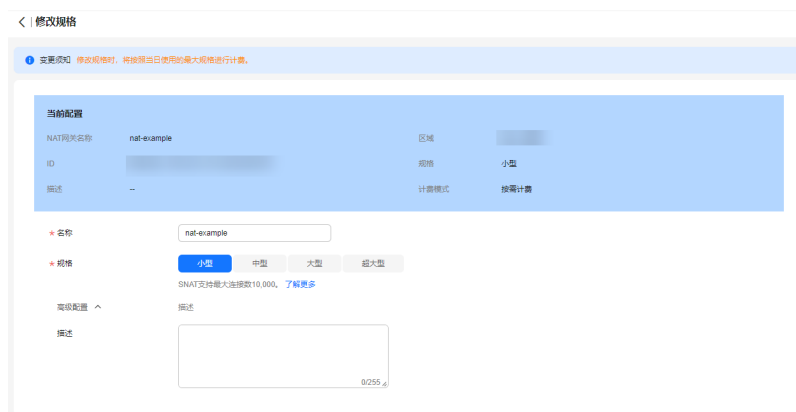 修改规格
变更须知 修改规格时，将按照当日使用的最大规格进行计费。
当前配置
NAT网关名称 nat-example 区域
ID 规格 小型
描述 -- 计费模式 按需计费
* 名称 nat-example
* 规格 小型 中型 大型 超大型
SNAT支持最大连接数10,000。 了解更多
高级配置 描述
描述
0/255